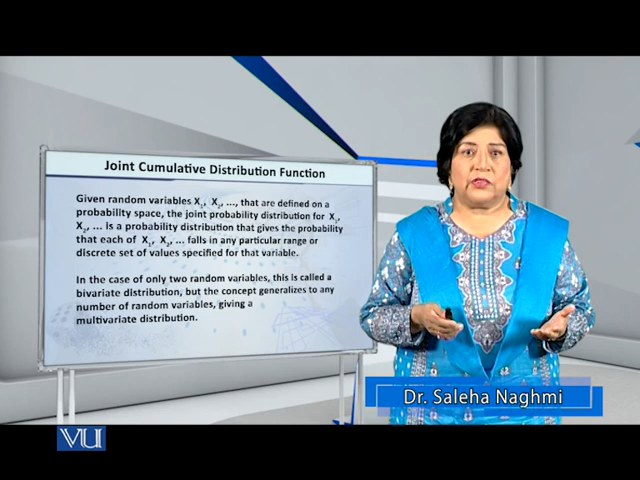 Joint Cumulative Distribution Function
Given random variables X₁, X₂, ..., that are defined on a
probability space, the joint probability distribution for X₁,
X₂, ... is a probability distribution that gives the probability
that each of X₁, X₂, ... falls in any particular range or
discrete set of values specified for that variable.
In the case of only two random variables, this is called a
bivariate distribution, but the concept generalizes to any
number of random variables, giving a
multivariate distribution.
Dr. Saleha Naghmi
VU